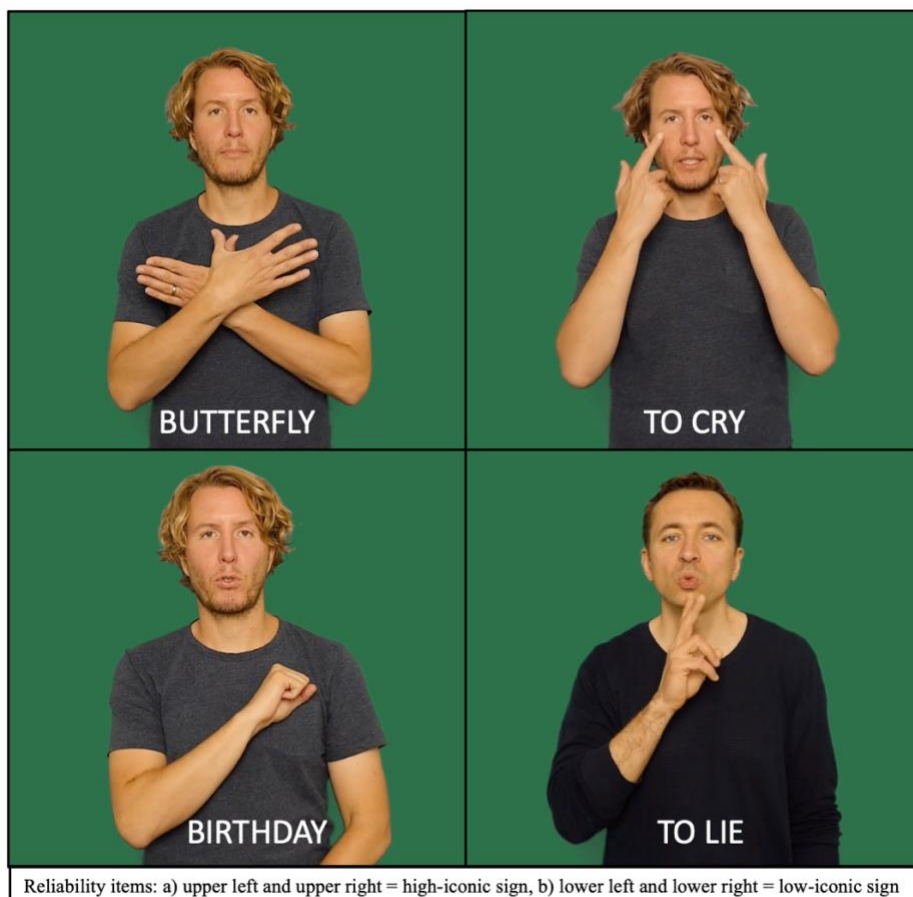 BUTTERFLY
TO CRY
BIRTHDAY
TO LIE
Reliability items: a) upper left and upper right = high-iconic sign, b) lower left and lower right = low-iconic sign